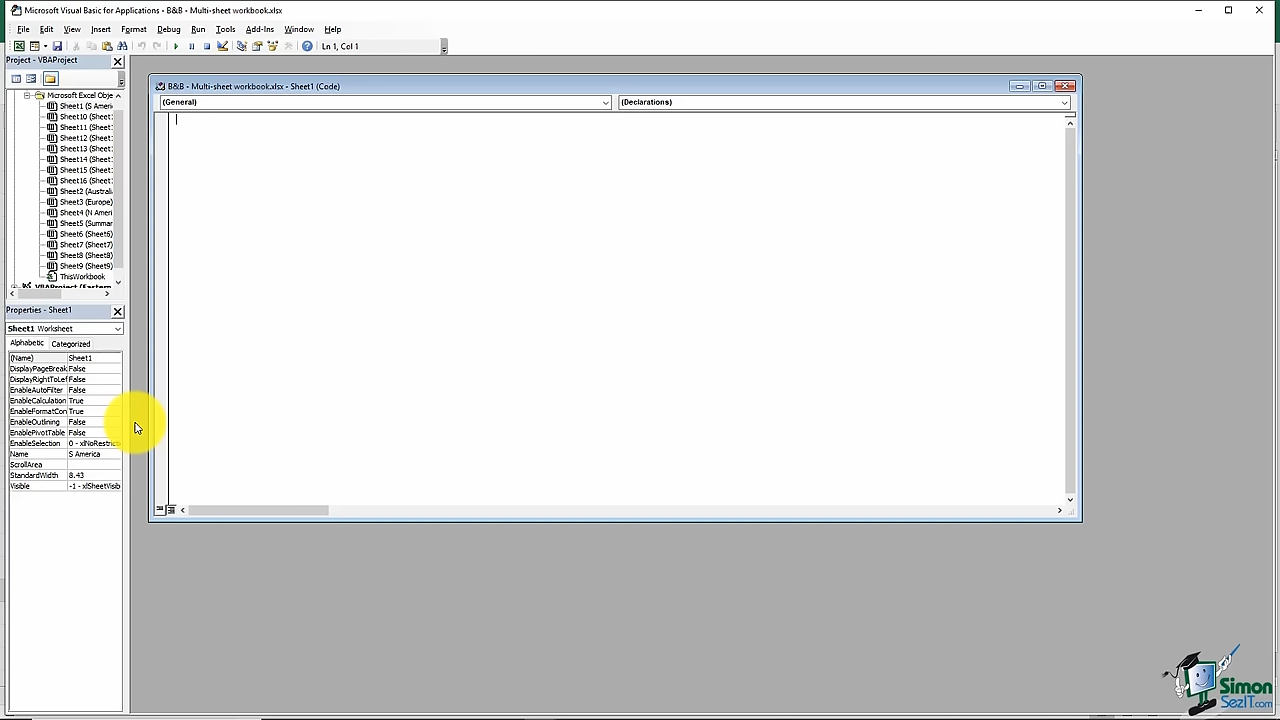 Microsoft Visual Basic for Applications - B&B - Multi-sheet workbook.xlsx
File Edit View Insert Format Debug Run Tools Add-Ins Window Help
Ln 1, Col 1
Project - VBAProject
Microsoft Excel Obje
Sheet1 (S Ameri
Sheet10 (Sheet:
Sheet11 (Sheet:
Sheet12 (Sheet:
Sheet13 (Sheet:
Sheet14 (Sheet:
Sheet15 (Sheet:
Sheet16 (Sheet:
Sheet2 (Australi
Sheet3 (Europe)
Sheet4 (N Ameri
Sheet5 (Summar
Sheet6 (Sheet6)
Sheet7 (Sheet7)
Sheet8 (Sheet8)
Sheet9 (Sheet9)
ThisWorkbook
VBAProject (Eastern
Properties - Sheet1
Sheet1 Worksheet
Alphabetic Categorized
(Name) Sheet1
DisplayPageBreak False
DisplayRightToLef False
EnableAutoFilter False
EnableCalculation True
EnableFormatCon True
EnableOutlining False
EnablePivotTable False
EnableSelection 0 - xlNoRestricti
Name S America
ScrollArea
StandardWidth 8.43
Visible -1 - xlSheetVisib
B&B - Multi-sheet workbook.xlsx - Sheet1 (Code)
(General) (Declarations)
Simon
SezIT.com